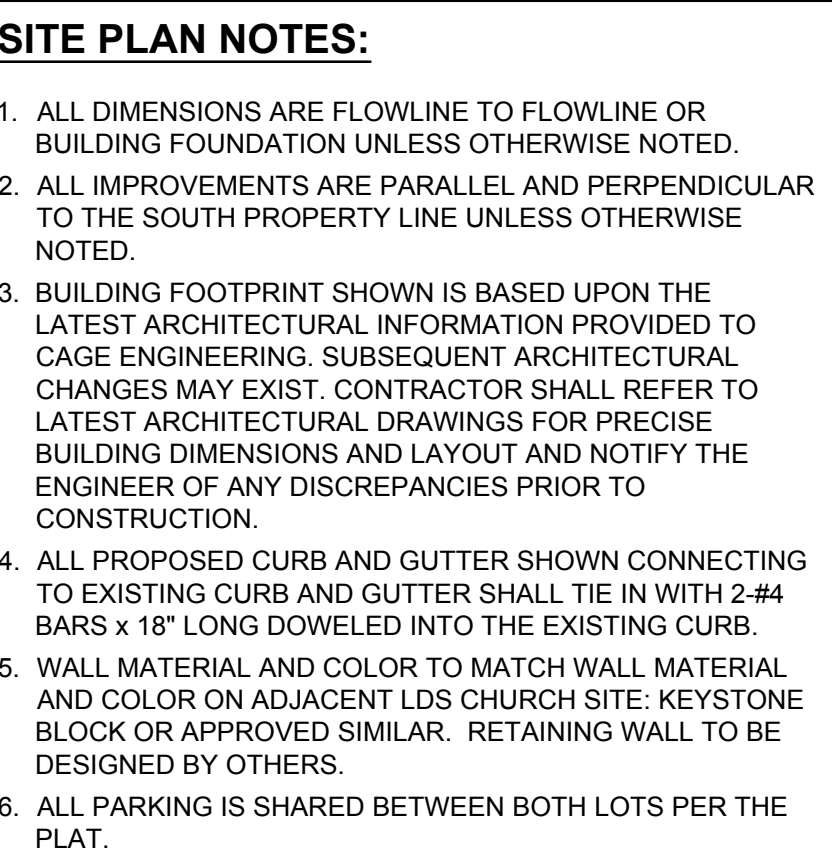 SITE PLAN NOTES:
1. ALL DIMENSIONS ARE FLOWLINE TO FLOWLINE OR
BUILDING FOUNDATION UNLESS OTHERWISE NOTED.
2. ALL IMPROVEMENTS ARE PARALLEL AND PERPENDICULAR
TO THE SOUTH PROPERTY LINE UNLESS OTHERWISE
NOTED.
3. BUILDING FOOTPRINT SHOWN IS BASED UPON THE
LATEST ARCHITECTURAL INFORMATION PROVIDED TO
CAGE ENGINEERING. SUBSEQUENT ARCHITECTURAL
CHANGES MAY EXIST. CONTRACTOR SHALL REFER TO
LATEST ARCHITECTURAL DRAWINGS FOR PRECISE
BUILDING DIMENSIONS AND LAYOUT AND NOTIFY THE
ENGINEER OF ANY DISCREPANCIES PRIOR TO
CONSTRUCTION.
4. ALL PROPOSED CURB AND GUTTER SHOWN CONNECTING
TO EXISTING CURB AND GUTTER SHALL TIE IN WITH 2-#4
BARS x 18" LONG DOWELED INTO THE EXISTING CURB.
5. WALL MATERIAL AND COLOR TO MATCH WALL MATERIAL
AND COLOR ON ADJACENT LDS CHURCH SITE: KEYSTONE
BLOCK OR APPROVED SIMILAR. RETAINING WALL TO BE
DESIGNED BY OTHERS.
6. ALL PARKING IS SHARED BETWEEN BOTH LOTS PER THE
PLAT.